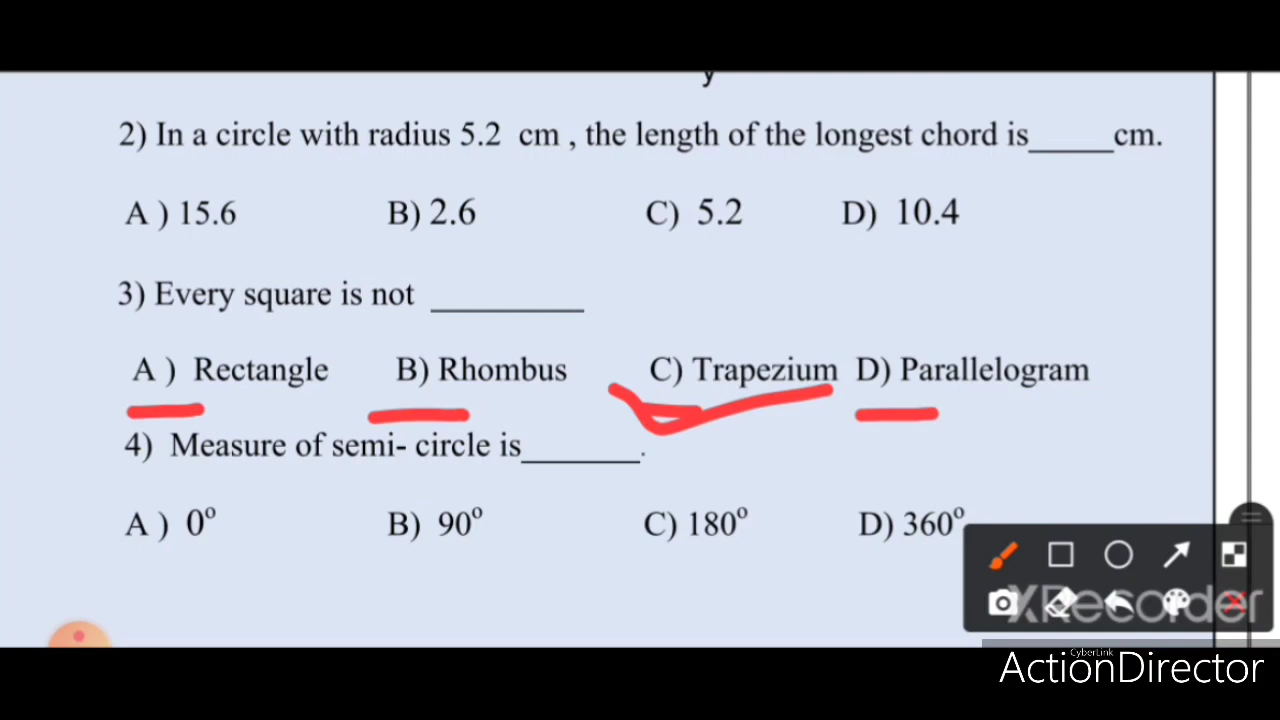 2) In a circle with radius 5.2 cm , the length of the longest chord is_____cm.
A ) 15.6 B) 2.6 C) 5.2 D) 10.4
3) Every square is not _________
A ) Rectangle B) Rhombus C) Trapezium D) Parallelogram
4) Measure of semi- circle is_______.
A ) 0° B) 90° C) 180° D) 360°
XRecorder
CyberLink
ActionDirector